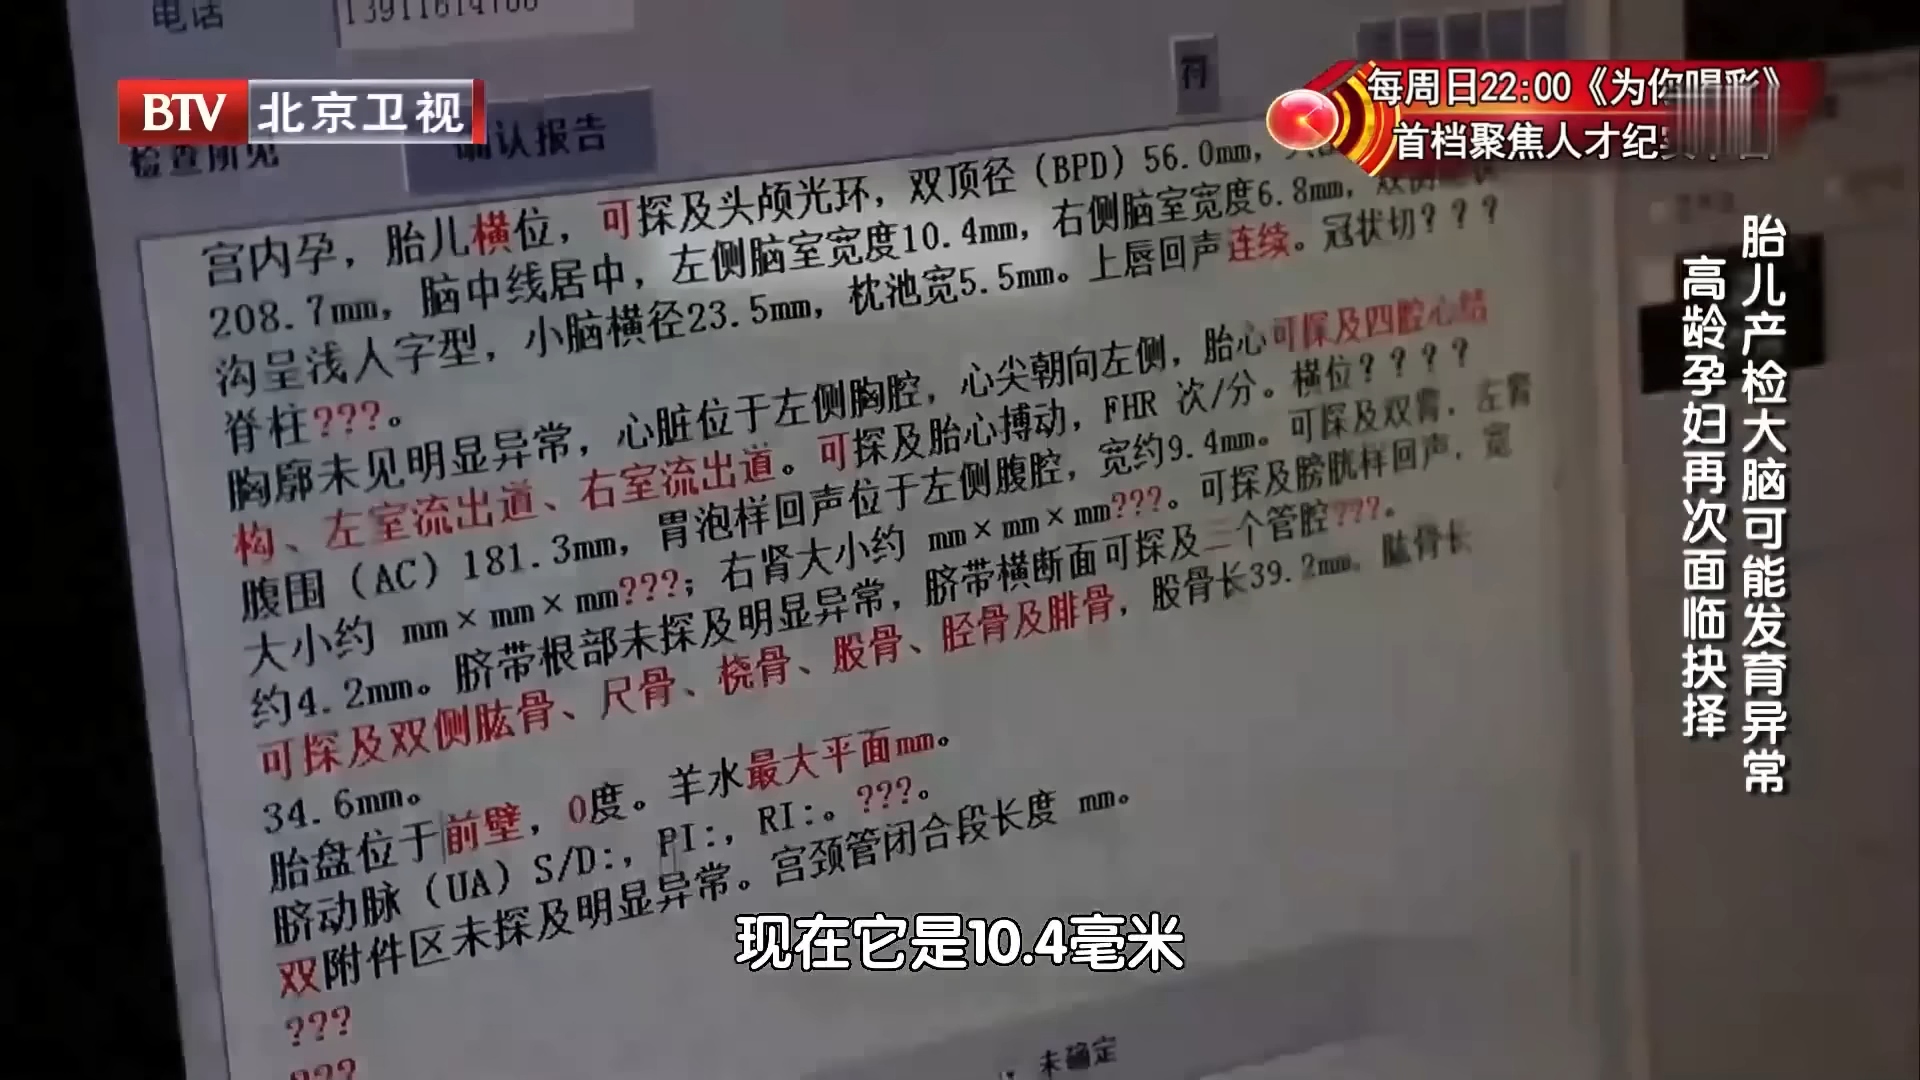 电话
BTV 北京卫视
每周日22:00《为你喝彩》
首档聚焦人才纪
符
检查所见
确认报告
宫内孕，胎儿横位，可探及头颅光环，双顶径（BPD）56.0mm，
208.7mm，脑中线居中，左侧脑室宽度10.4mm，右侧脑室宽度6.8mm，双侧
沟呈浅人字型，小脑横径23.5mm，枕池宽5.5mm。上唇回声连续。冠状切？？？
脊柱???。
胸廓未见明显异常，心脏位于左侧胸腔，心尖朝向左侧，胎心可探及四腔心结
构、左室流出道、右室流出道。可探及胎心搏动，FHR 次/分。横位？？？？
腹围（AC）181.3mm，胃泡样回声位于左侧腹腔，宽约9.4mm。可探及双肾，左肾
大小约 mm×mm×mm???；右肾大小约 mm×mm×mm???。可探及膀胱样回声，宽
约4.2mm。脐带根部未探及明显异常，脐带横断面可探及三个管腔???。
可探及双侧肱骨、尺骨、桡骨、股骨、胫骨及腓骨，股骨长39.2mm，肱骨长
34.6mm。
胎盘位于前壁，0度。羊水最大平面mm。
脐动脉（UA）S/D:，PI:，RI:。???。
双附件区未探及明显异常。宫颈管闭合段长度 mm。
???
???
未确定
胎儿产检大脑可能发育异常
高龄孕妇再次面临抉择
现在它是10.4毫米